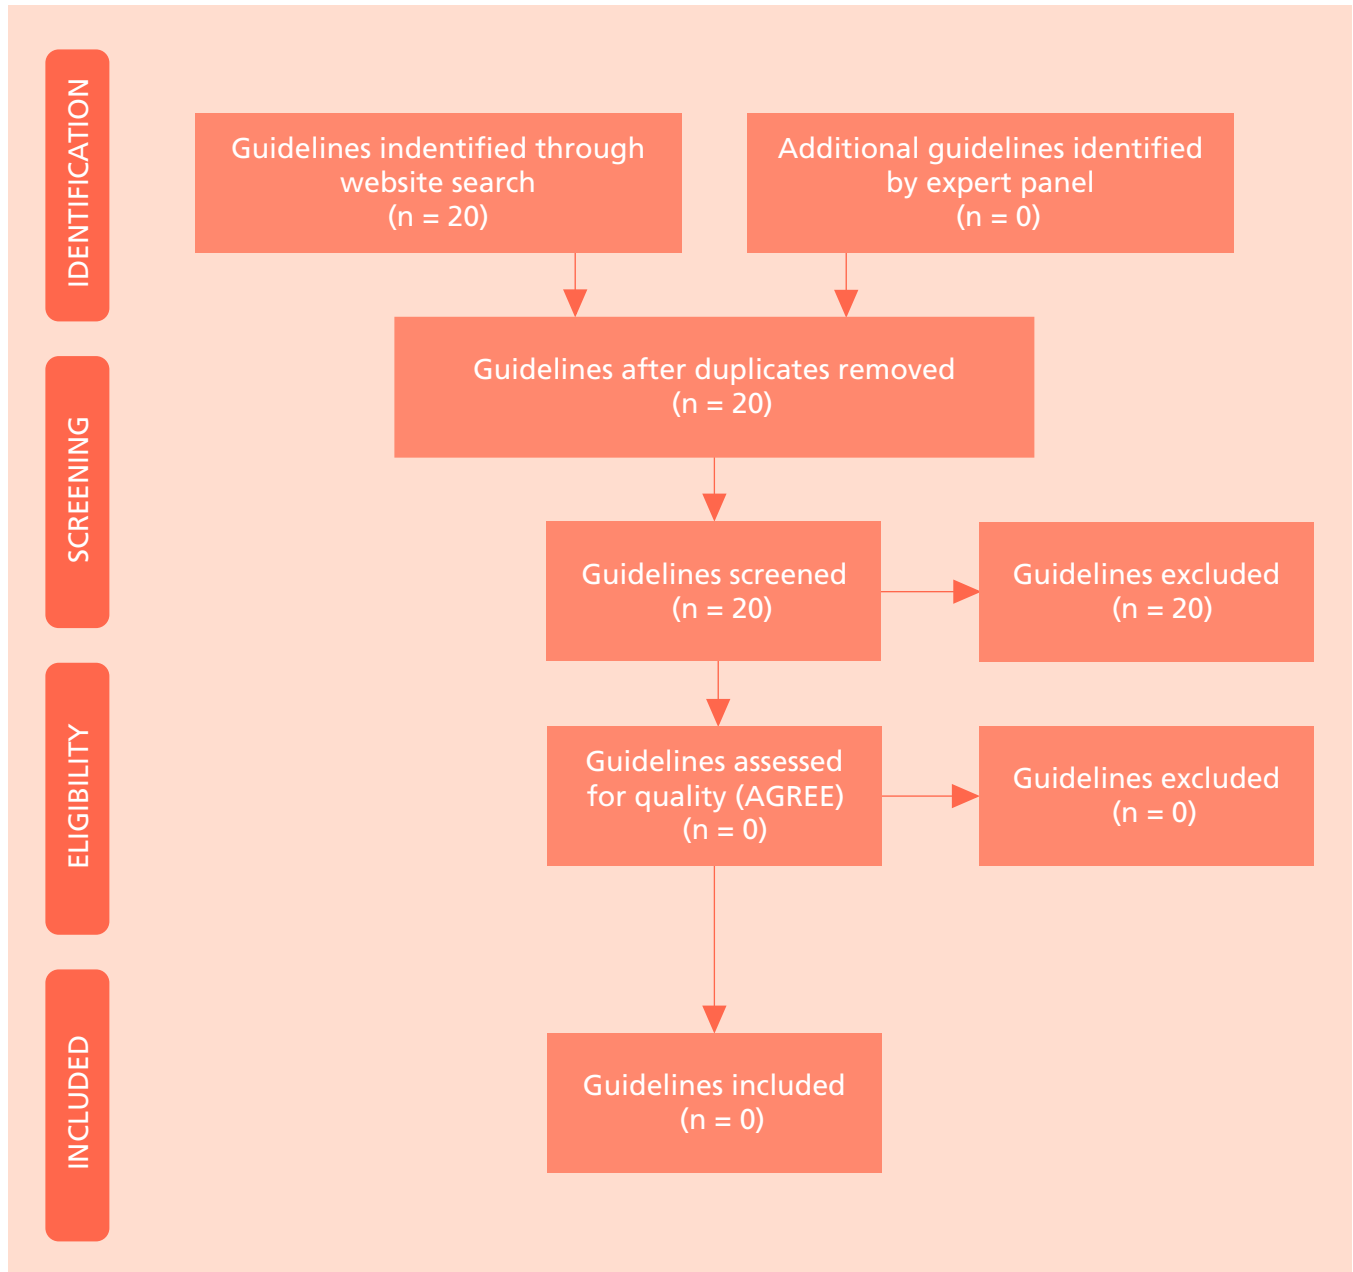 IDENTIFICATION
Guidelines indentified through
website search
(n = 20)
Additional guidelines identified
by expert panel
(n = 0)
Guidelines after duplicates removed
(n = 20)
SCREENING
Guidelines screened
(n = 20)
Guidelines excluded
(n = 20)
ELIGIBILITY
Guidelines assessed
for quality (AGREE)
(n = 0)
Guidelines excluded
(n = 0)
INCLUDED
Guidelines included
(n = 0)